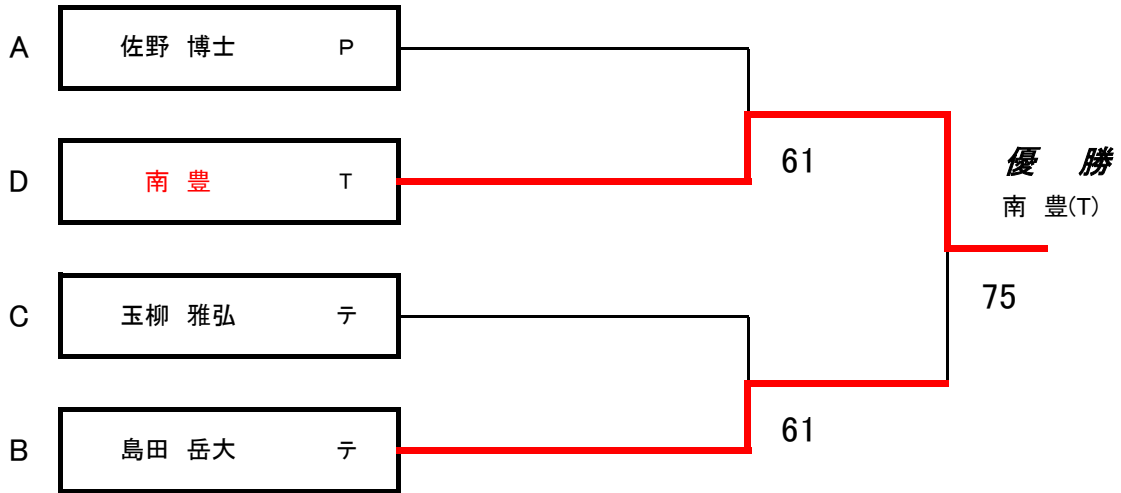 A 佐野 博士 P
D 南 豊 T
61
優 勝
南 豊(T)
C 玉柳 雅弘 テ
75
B 島田 岳大 テ
61